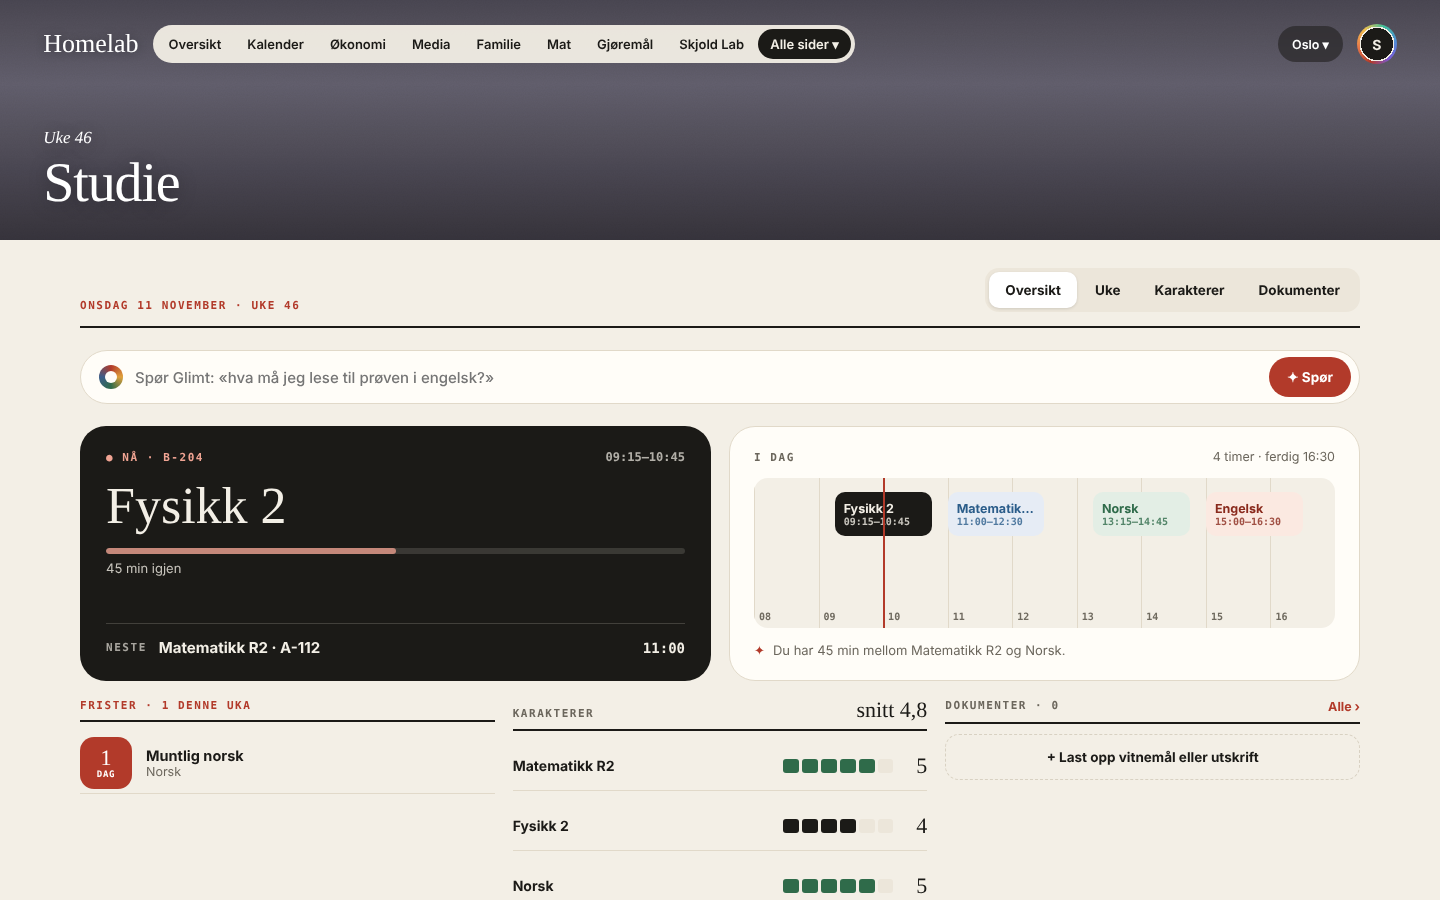 Homelab
Oversikt Kalender Økonomi Media Familie Mat Gjøremål Skjold Lab Alle sider ▾
Oslo ▾
S
Uke 46
Studie
ONSDAG 11 NOVEMBER · UKE 46
Oversikt Uke Karakterer Dokumenter
Spør Glimt: «hva må jeg lese til prøven i engelsk?»
✦ Spør
● NÅ · B-204
09:15–10:45
Fysikk 2
45 min igjen
NESTE Matematikk R2 · A-112 11:00
I DAG
4 timer · ferdig 16:30
Fysikk 2
09:15–10:45
Matematik…
11:00–12:30
Norsk
13:15–14:45
Engelsk
15:00–16:30
08 09 10 11 12 13 14 15 16
✦ Du har 45 min mellom Matematikk R2 og Norsk.
FRISTER · 1 DENNE UKA
1
DAG
Muntlig norsk
Norsk
KARAKTERER
snitt 4,8
Matematikk R2 5
Fysikk 2 4
Norsk 5
DOKUMENTER · 0
Alle ›
+ Last opp vitnemål eller utskrift